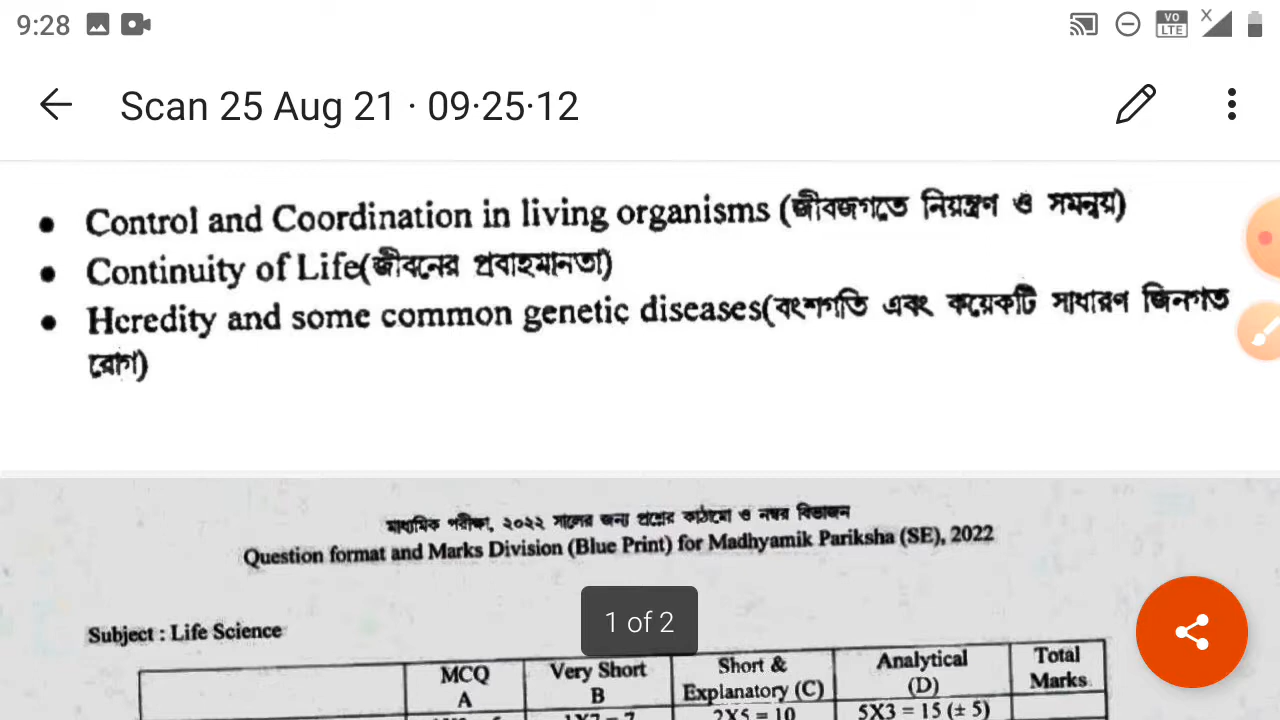 9:28
VO LTE X
Scan 25 Aug 21 · 09·25·12
• Control and Coordination in living organisms (জীবজগতে নিয়ন্ত্রণ ও সমন্বয়)
• Continuity of Life(জীবনের প্রবাহমানতা)
• Heredity and some common genetic diseases(বংশগতি এবং কয়েকটি সাধারণ জিনগত
রোগ)
মাধ্যমিক পরীক্ষা, ২০২২ সালের জন্য প্রশ্নের কাঠামো ও নম্বর বিভাজন
Question format and Marks Division (Blue Print) for Madhyamik Pariksha (SE), 2022
1 of 2
Subject : Life Science
MCQ Very Short Short & Analytical Total
A B Explanatory (C) (D) Marks
2X5 = 10 5X3 = 15 (± 5)